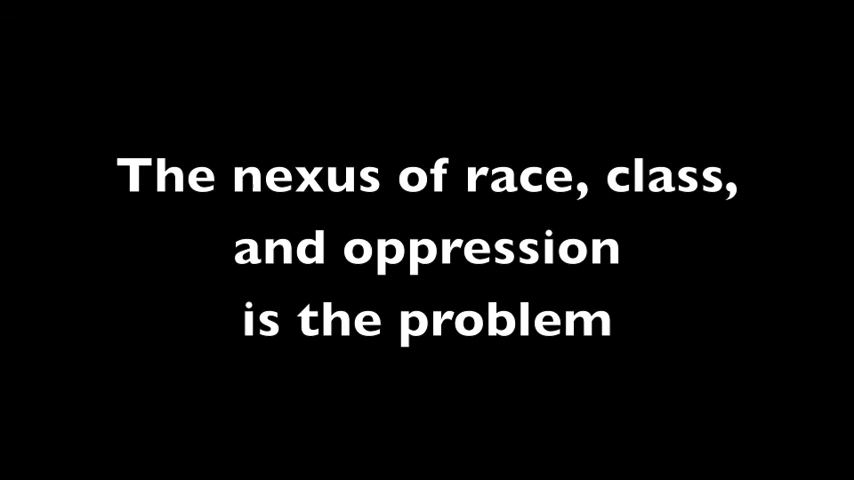 The nexus of race, class,
and oppression
is the problem